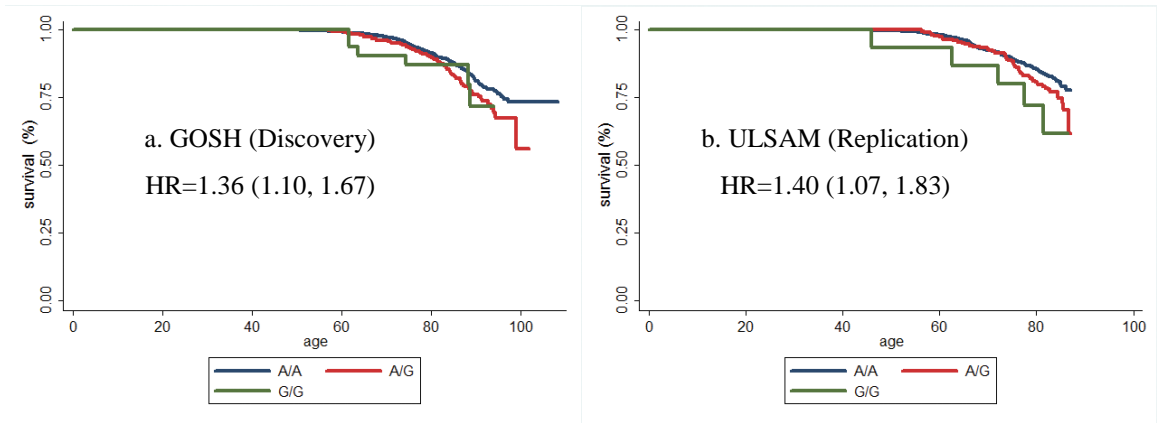 1.00
0.75
0.50
0.25
0.00
survival (%)
a. GOSH (Discovery)
HR=1.36 (1.10, 1.67)
0 20 40 60 80 100
age
A/A A/G
G/G
1.00
0.75
0.50
0.25
0.00
survival (%)
b. ULSAM (Replication)
HR=1.40 (1.07, 1.83)
0 20 40 60 80 100
age
A/A A/G
G/G